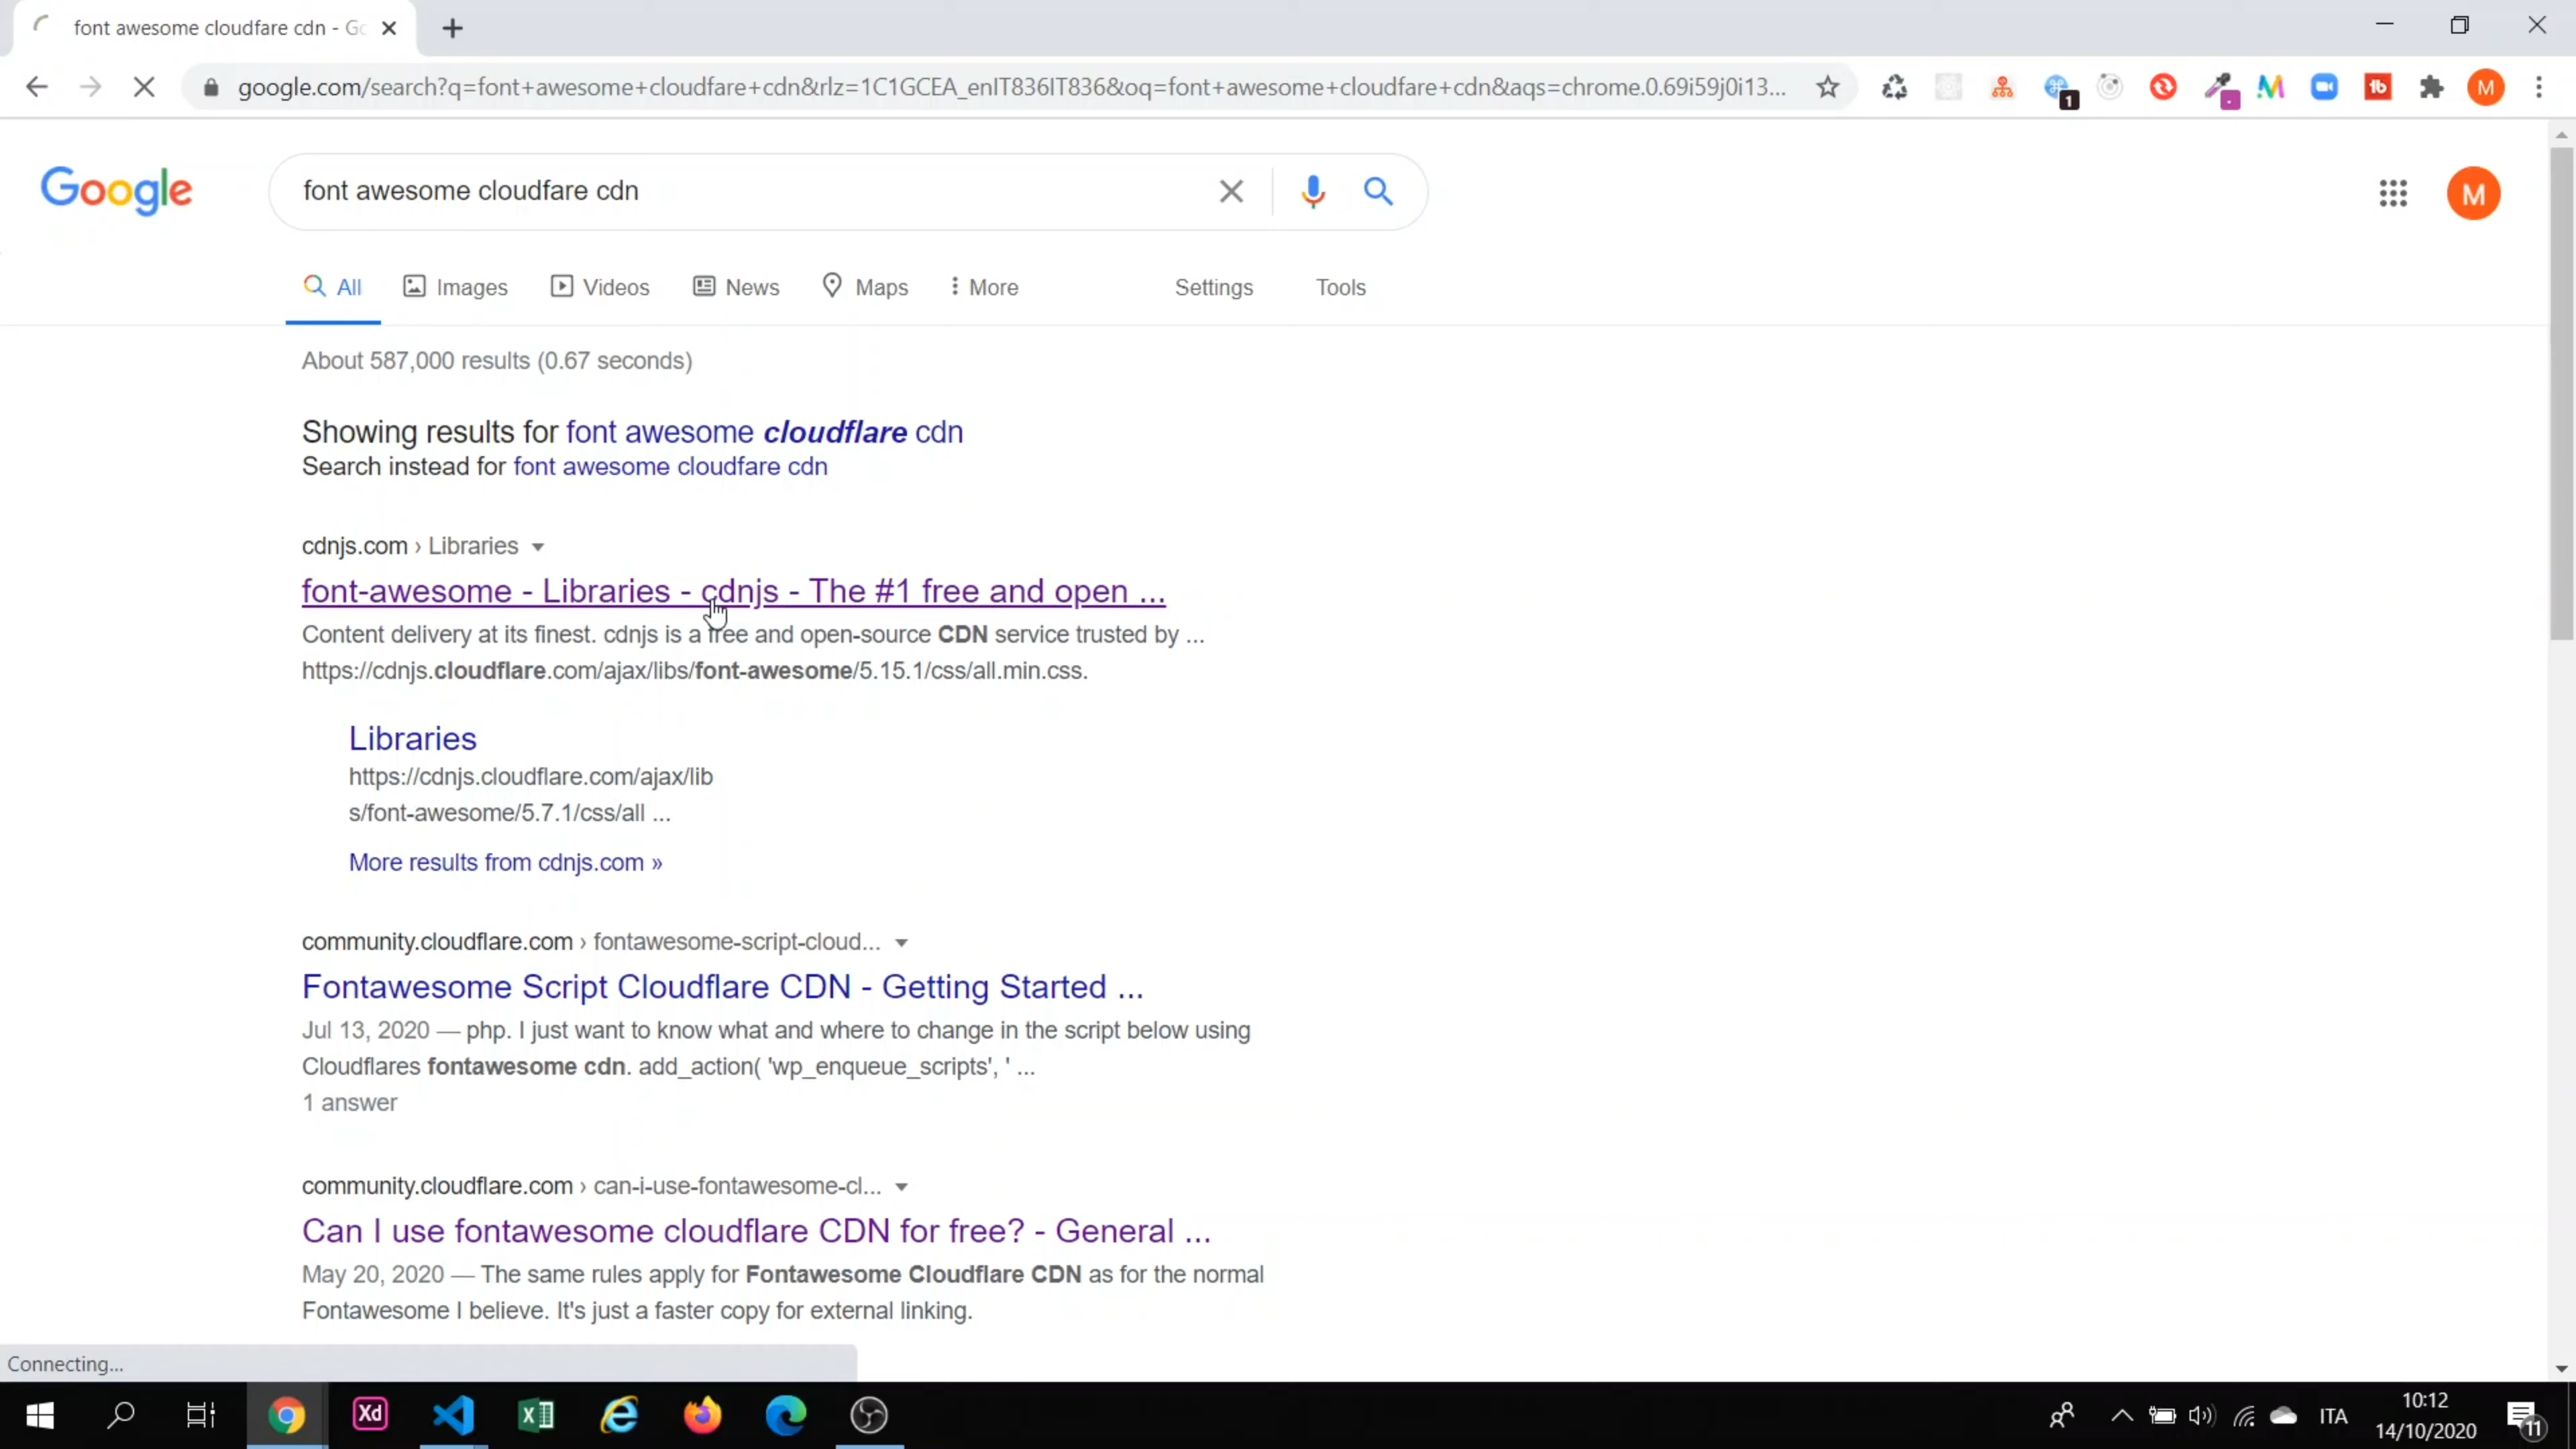 font awesome cloudfare cdn - Go
google.com/search?q=font+awesome+cloudfare+cdn&rlz=1C1GCEA_enIT836IT836&oq=font+awesome+cloudfare+cdn&aqs=chrome.0.69i59j0i13...
1
M
Google
font awesome cloudfare cdn
M
All
Images
Videos
News
Maps
More
Settings
Tools
About 587,000 results (0.67 seconds)
Showing results for font awesome cloudflare cdn
Search instead for font awesome cloudfare cdn
cdnjs.com › Libraries
font-awesome - Libraries - cdnjs - The #1 free and open ...
Content delivery at its finest. cdnjs is a free and open-source CDN service trusted by ...
https://cdnjs.cloudflare.com/ajax/libs/font-awesome/5.15.1/css/all.min.css.
Libraries
https://cdnjs.cloudflare.com/ajax/lib
s/font-awesome/5.7.1/css/all ...
More results from cdnjs.com »
community.cloudflare.com › fontawesome-script-cloud...
Fontawesome Script Cloudflare CDN - Getting Started ...
Jul 13, 2020 — php. I just want to know what and where to change in the script below using
Cloudflares fontawesome cdn. add_action( 'wp_enqueue_scripts', ' ...
1 answer
community.cloudflare.com › can-i-use-fontawesome-cl...
Can I use fontawesome cloudflare CDN for free? - General ...
May 20, 2020 — The same rules apply for Fontawesome Cloudflare CDN as for the normal
Fontawesome I believe. It's just a faster copy for external linking.
Connecting...
Xd
ITA
10:12
14/10/2020
11